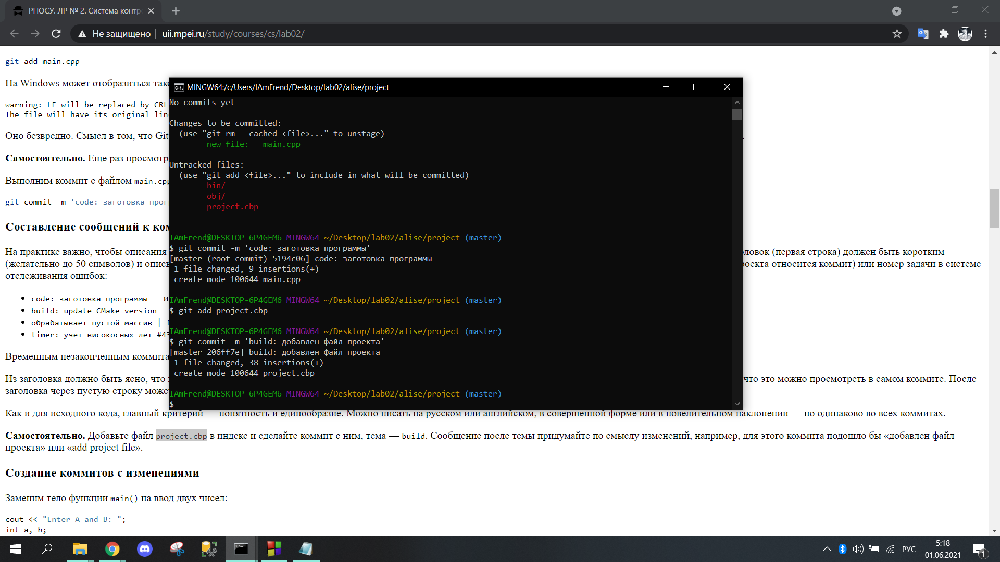 РПОСУ. ЛР № 2. Система контр
Не защищено | uii.mpei.ru/study/courses/cs/lab02/
git add main.cpp
На Windows может отобразиться так
warning: LF will be replaced by CRL
The file will have its original lin
Оно безвредно. Смысл в том, что Git
Самостоятельно. Еще раз просмотр
Выполним коммит с файлом main.cpp
git commit -m 'code: заготовка прог
Составление сообщений к ком
На практике важно, чтобы описания
ловок (первая строка) должен быть коротким
(желательно до 50 символов) и опис
роекта относится коммит) или номер задачи в системе
отслеживания ошибок:
• code: заготовка программы —
• build: update CMake version —
• обрабатывает пустой массив |
• timer: учет високосных лет #43
Временным незаконченным коммита
Из заголовка должно быть ясно, что
что это можно просмотреть в самом коммите. После
заголовка через пустую строку може
Как и для исходного кода, главный критерий — понятность и единообразие. Можно писать на русском или английском, в совершенной форме или в повелительном наклонении — но одинаково во всех коммитах.
Самостоятельно. Добавьте файл project.cbp в индекс и сделайте коммит с ним, тема — build. Сообщение после темы придумайте по смыслу изменений, например, для этого коммита подошло бы «добавлен файл
проекта» или «add project file».
Создание коммитов с изменениями
Заменим тело функции main() на ввод двух чисел:
cout << "Enter A and B: ";
int a, b;
MINGW64:/c/Users/IAmFrend/Desktop/lab02/alise/project
No commits yet
Changes to be committed:
(use "git rm --cached <file>..." to unstage)
new file:   main.cpp
Untracked files:
(use "git add <file>..." to include in what will be committed)
bin/
obj/
project.cbp
IAmFrend@DESKTOP-6P4GEM6 MINGW64 ~/Desktop/lab02/alise/project (master)
$ git commit -m 'code: заготовка программы'
[master (root-commit) 5194c06] code: заготовка программы
1 file changed, 9 insertions(+)
create mode 100644 main.cpp
IAmFrend@DESKTOP-6P4GEM6 MINGW64 ~/Desktop/lab02/alise/project (master)
$ git add project.cbp
IAmFrend@DESKTOP-6P4GEM6 MINGW64 ~/Desktop/lab02/alise/project (master)
$ git commit -m 'build: добавлен файл проекта'
[master 206ff7e] build: добавлен файл проекта
1 file changed, 38 insertions(+)
create mode 100644 project.cbp
IAmFrend@DESKTOP-6P4GEM6 MINGW64 ~/Desktop/lab02/alise/project (master)
$
РУС
5:18
01.06.2021
1